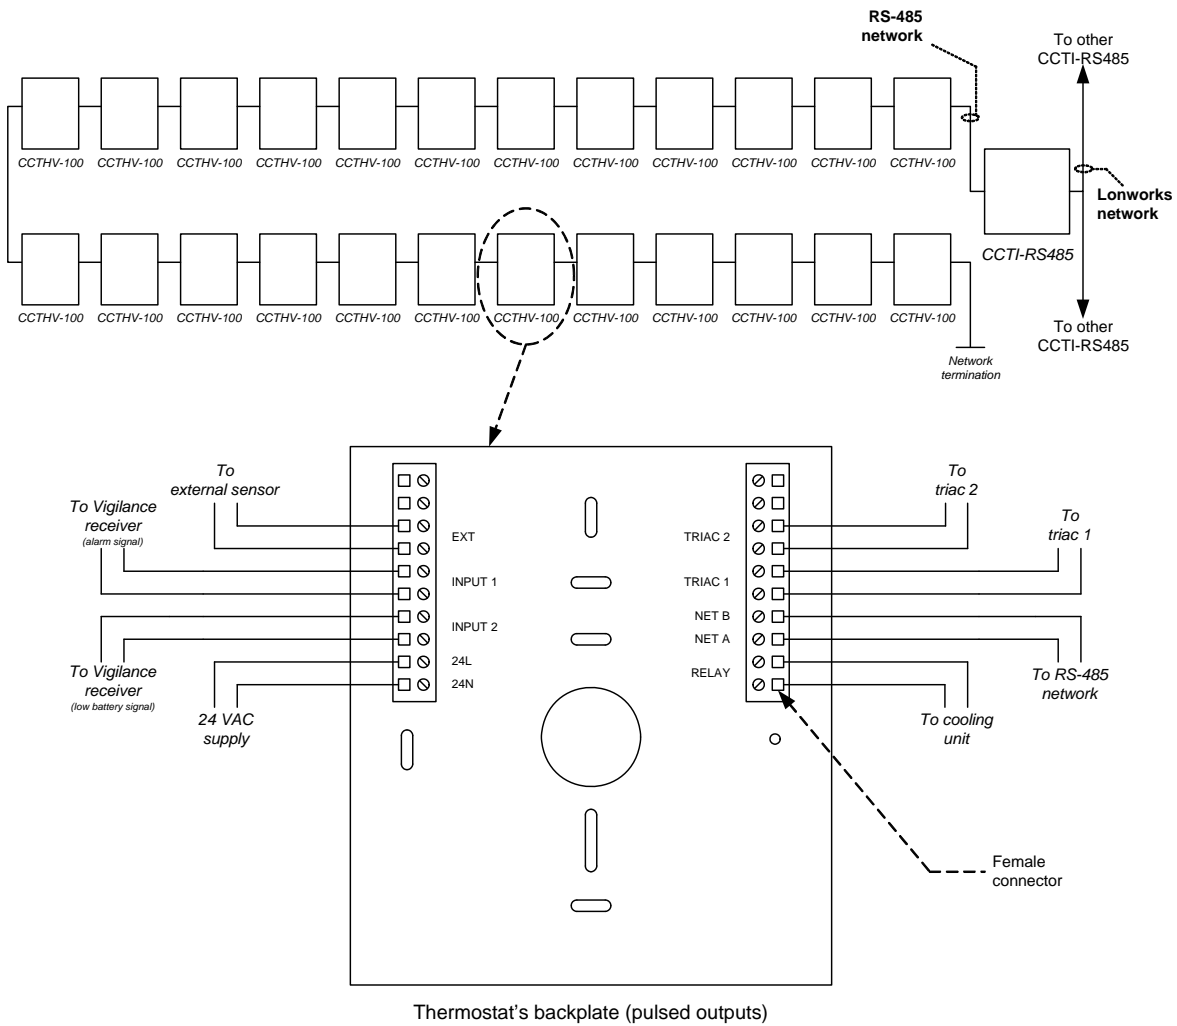 RS-485
network
To other
CCTI-RS485
CCTHV-100 CCTHV-100 CCTHV-100 CCTHV-100 CCTHV-100 CCTHV-100 CCTHV-100 CCTHV-100 CCTHV-100 CCTHV-100 CCTHV-100 CCTHV-100
Lonworks
network
CCTI-RS485
CCTHV-100 CCTHV-100 CCTHV-100 CCTHV-100 CCTHV-100 CCTHV-100 CCTHV-100 CCTHV-100 CCTHV-100 CCTHV-100 CCTHV-100 CCTHV-100
To other
CCTI-RS485
Network
termination
To
external sensor
To Vigilance
receiver
(alarm signal)
To Vigilance
receiver
(low battery signal)
24 VAC
supply
EXT
INPUT 1
INPUT 2
24L
24N
TRIAC 2
TRIAC 1
NET B
NET A
RELAY
To
triac 2
To
triac 1
To RS-485
network
To cooling
unit
Female
connector
Thermostat's backplate (pulsed outputs)